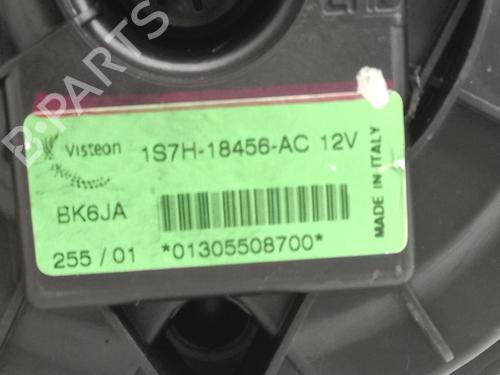 Visteon
1S7H-18456-AC 12V
BK6JA
255 / 01
*01305508700*
MADE IN ITALY
B-PARTS